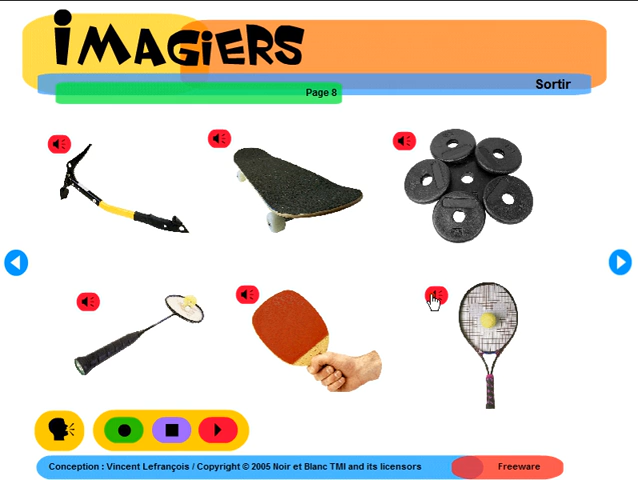 iMAGiERS
Sortir
Page 8
Conception : Vincent Lefrançois / Copyright © 2005 Noir et Blanc TMI and its licensors
Freeware